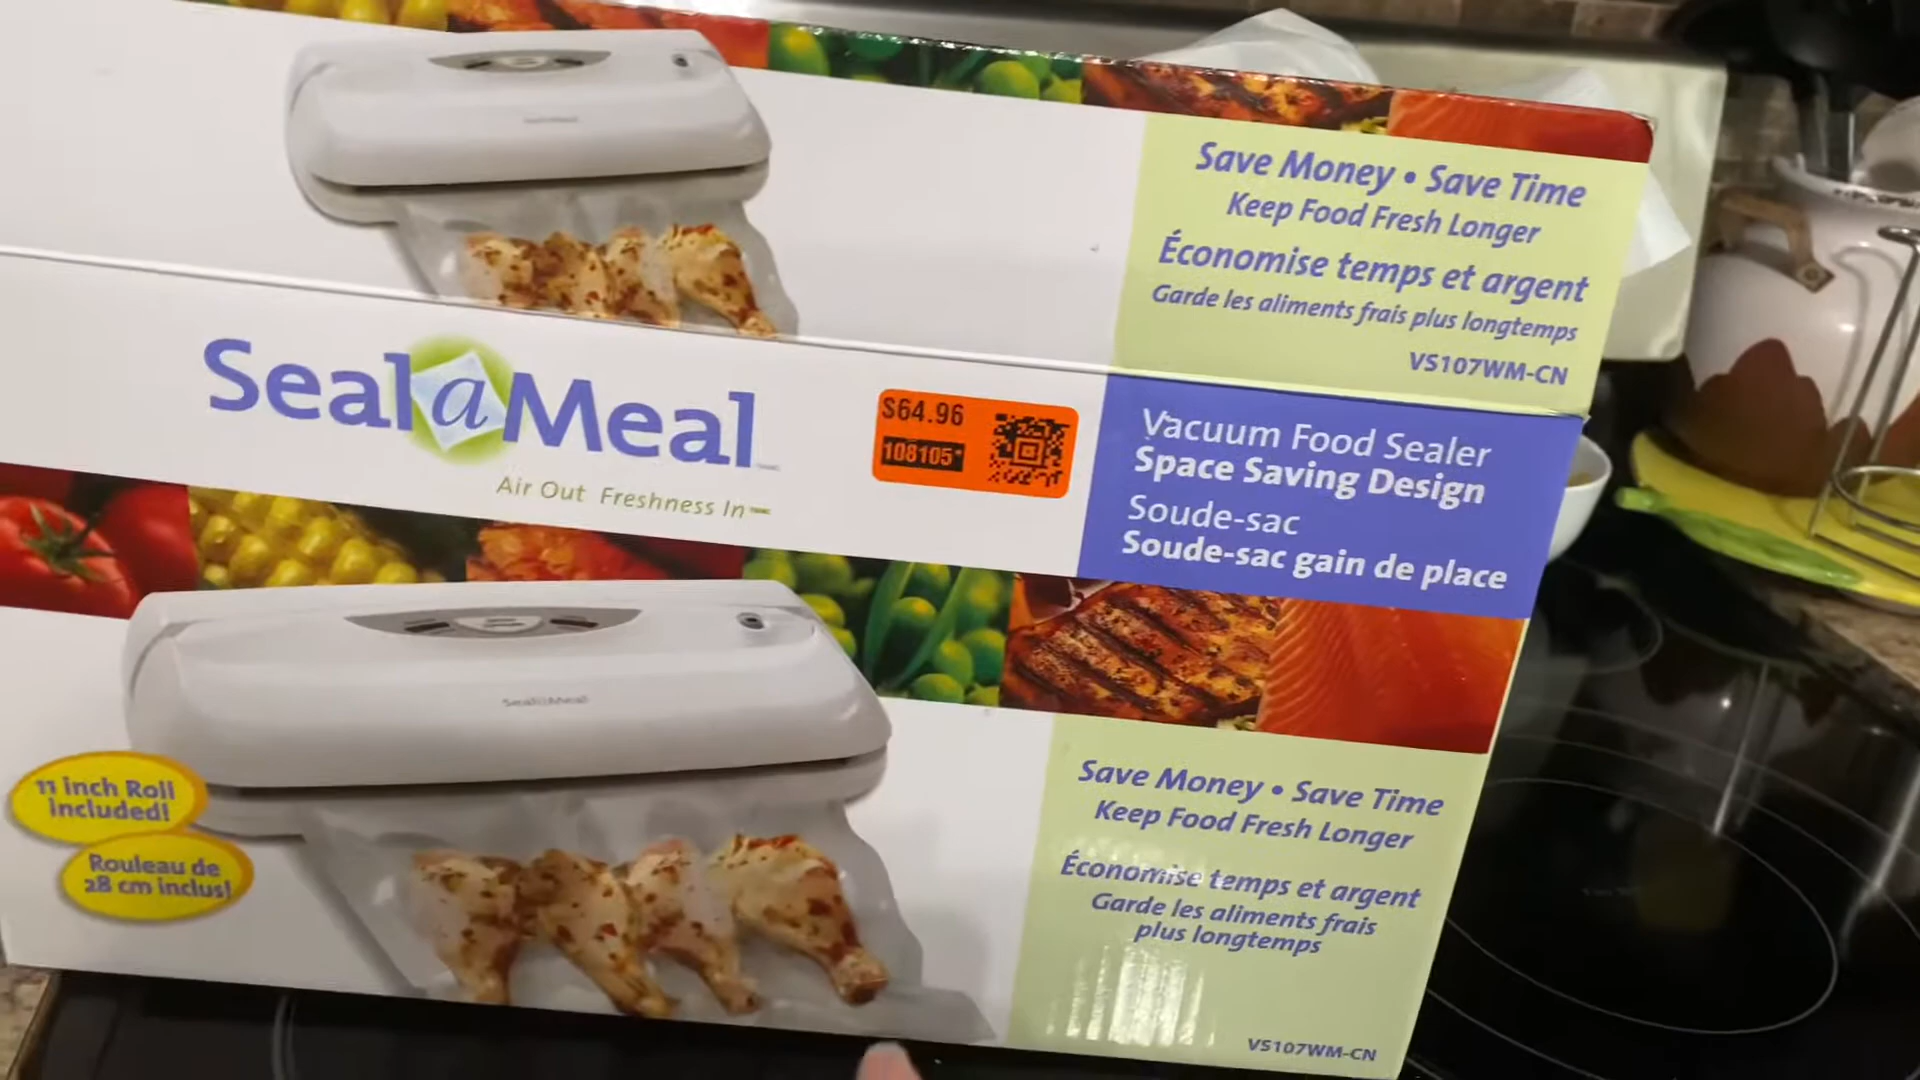 Save Money • Save Time
Keep Food Fresh Longer
Économise temps et argent
Garde les aliments frais plus longtemps
VS107WM-CN
Seal a Meal
Air Out Freshness In
$64.96
108105*
Vacuum Food Sealer
Space Saving Design
Soude-sac
Soude-sac gain de place
Seal a Meal
11 inch Roll
included!
Rouleau de
28 cm inclus!
Save Money • Save Time
Keep Food Fresh Longer
Économise temps et argent
Garde les aliments frais
plus longtemps
VS107WM-CN